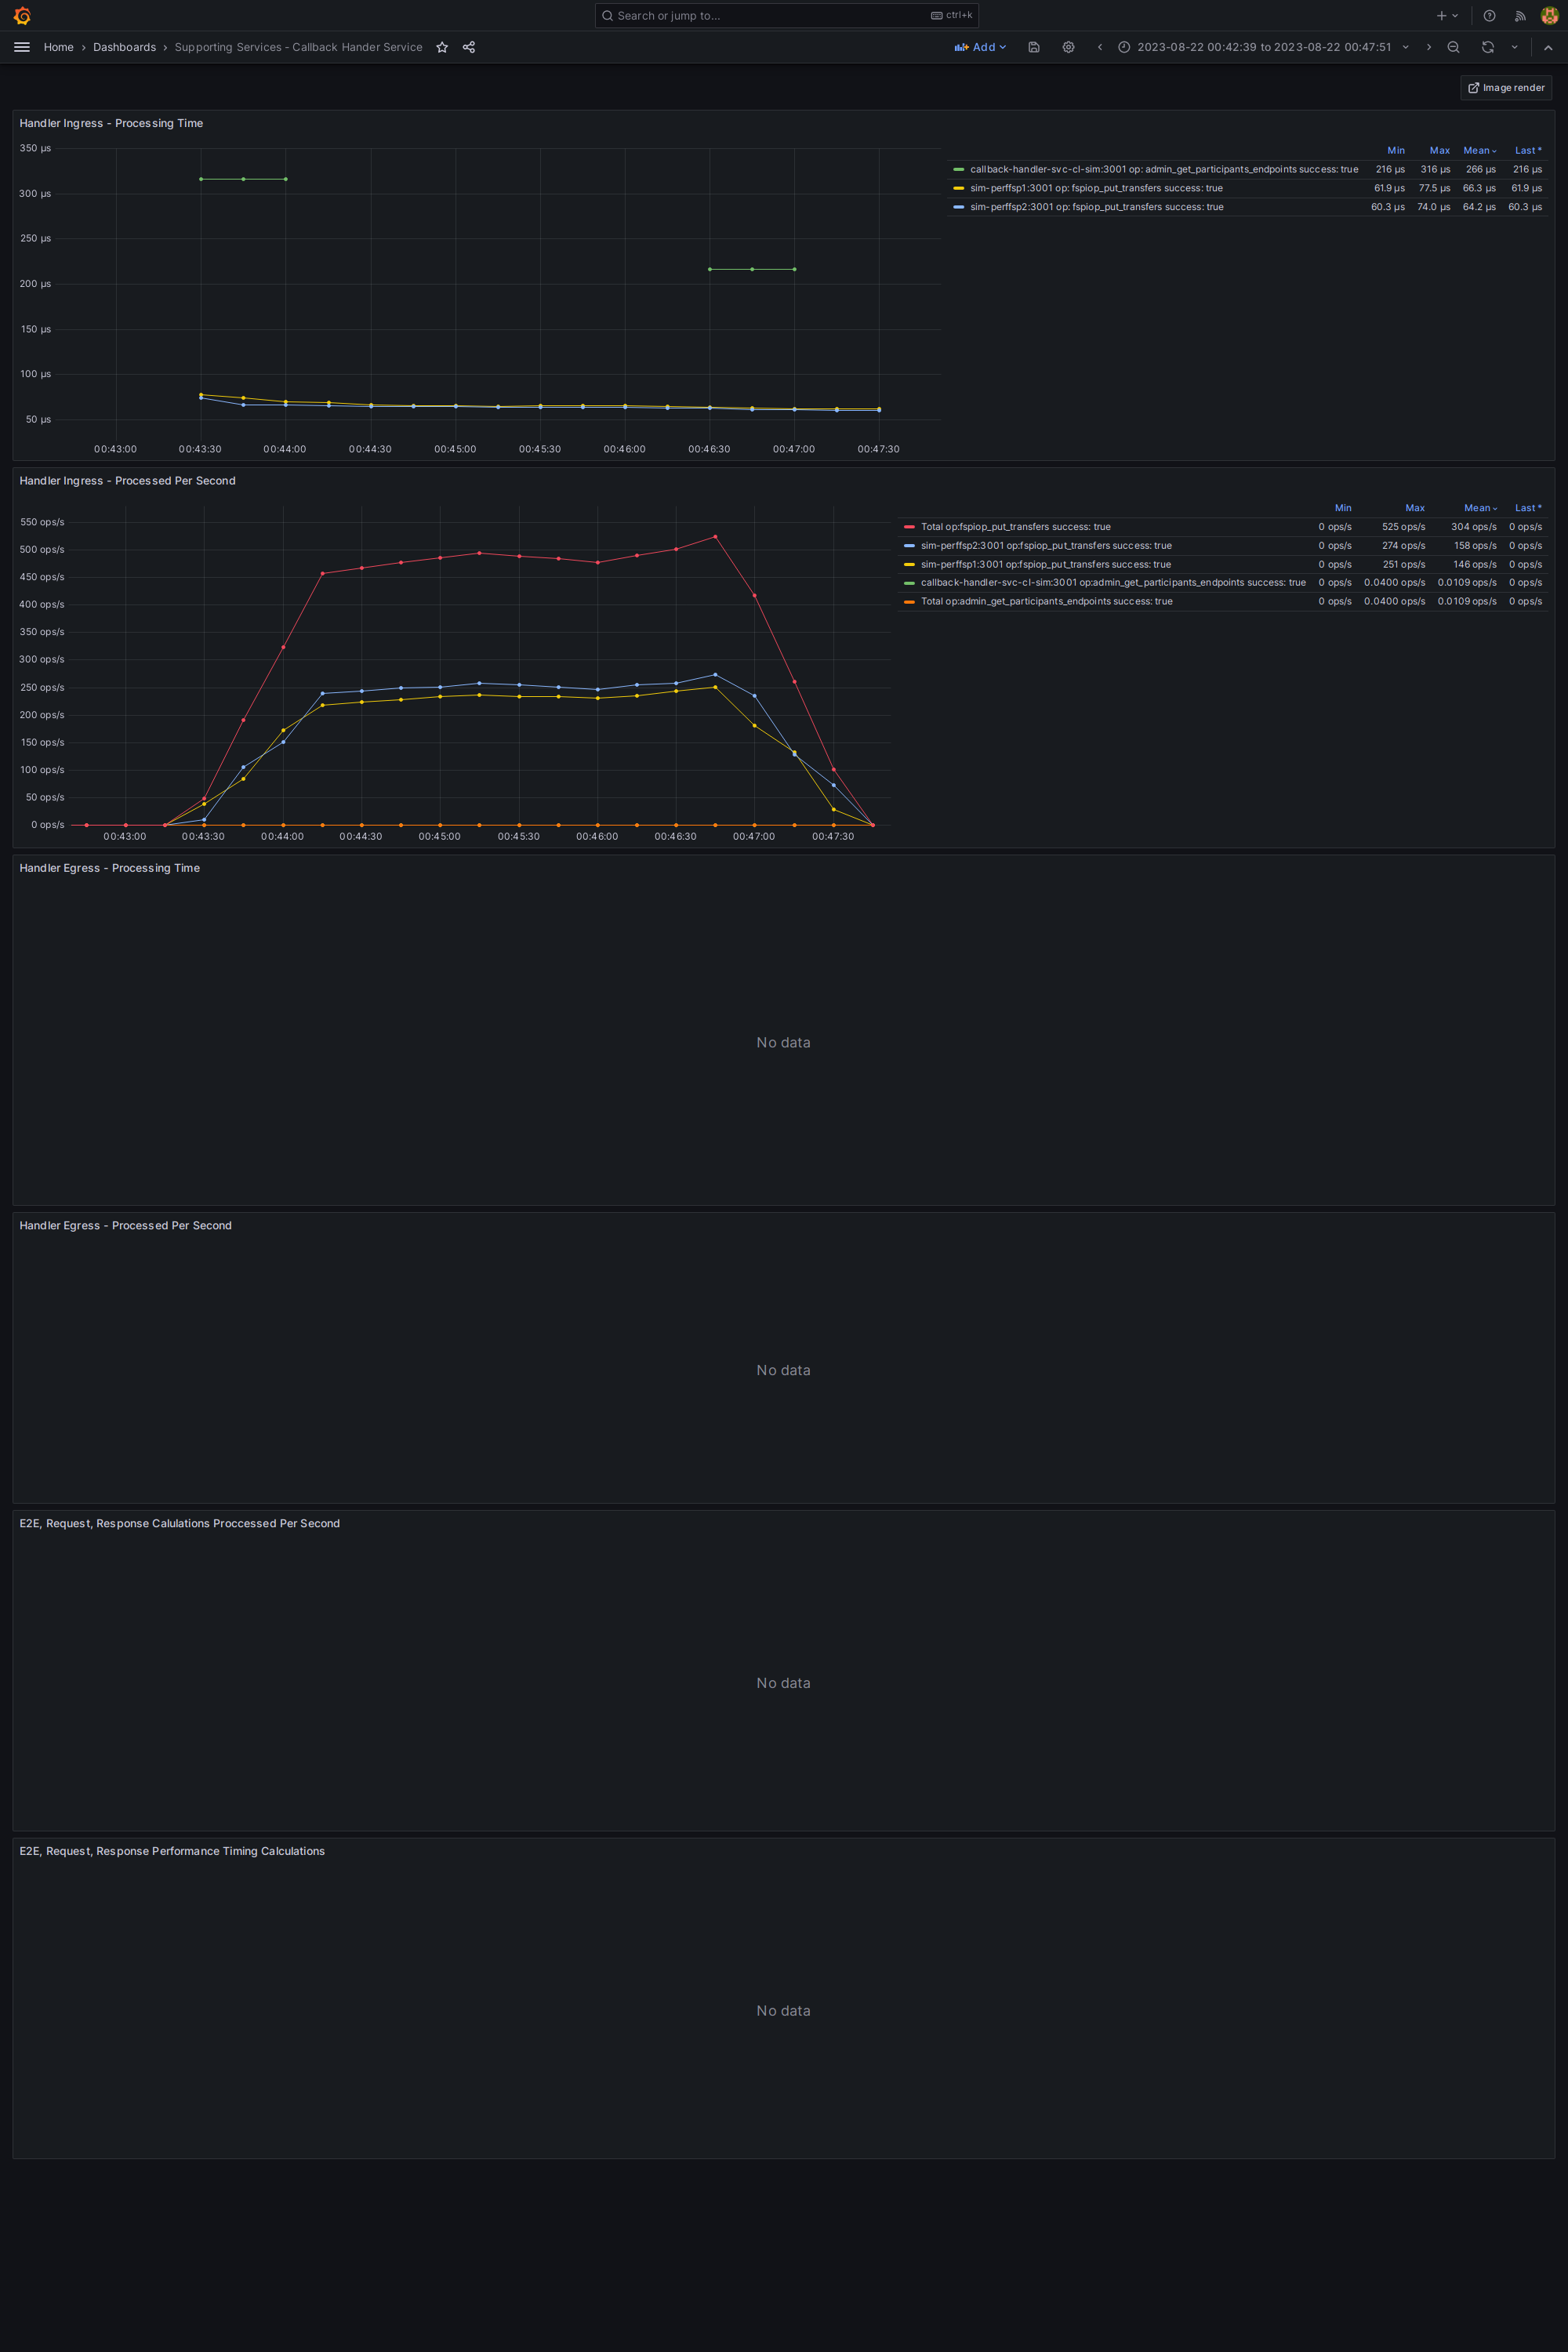 Search or jump to... ctrl+k
Home › Dashboards › Supporting Services - Callback Hander Service Add 2023-08-22 00:42:39 to 2023-08-22 00:47:51
Image render
Handler Ingress - Processing Time
350 µs
300 µs
250 µs
200 µs
150 µs
100 µs
50 µs
00:43:00 00:43:30 00:44:00 00:44:30 00:45:00 00:45:30 00:46:00 00:46:30 00:47:00 00:47:30
Min Max Mean Last *
callback-handler-svc-cl-sim:3001 op: admin_get_participants_endpoints success: true 216 µs 316 µs 266 µs 216 µs
sim-perffsp1:3001 op: fspiop_put_transfers success: true 61.9 µs 77.5 µs 66.3 µs 61.9 µs
sim-perffsp2:3001 op: fspiop_put_transfers success: true 60.3 µs 74.0 µs 64.2 µs 60.3 µs
Handler Ingress - Processed Per Second
550 ops/s
500 ops/s
450 ops/s
400 ops/s
350 ops/s
300 ops/s
250 ops/s
200 ops/s
150 ops/s
100 ops/s
50 ops/s
0 ops/s
00:43:00 00:43:30 00:44:00 00:44:30 00:45:00 00:45:30 00:46:00 00:46:30 00:47:00 00:47:30
Min Max Mean Last *
Total op:fspiop_put_transfers success: true 0 ops/s 525 ops/s 304 ops/s 0 ops/s
sim-perffsp2:3001 op:fspiop_put_transfers success: true 0 ops/s 274 ops/s 158 ops/s 0 ops/s
sim-perffsp1:3001 op:fspiop_put_transfers success: true 0 ops/s 251 ops/s 146 ops/s 0 ops/s
callback-handler-svc-cl-sim:3001 op:admin_get_participants_endpoints success: true 0 ops/s 0.0400 ops/s 0.0109 ops/s 0 ops/s
Total op:admin_get_participants_endpoints success: true 0 ops/s 0.0400 ops/s 0.0109 ops/s 0 ops/s
Handler Egress - Processing Time
No data
Handler Egress - Processed Per Second
No data
E2E, Request, Response Calulations Proccessed Per Second
No data
E2E, Request, Response Performance Timing Calculations
No data